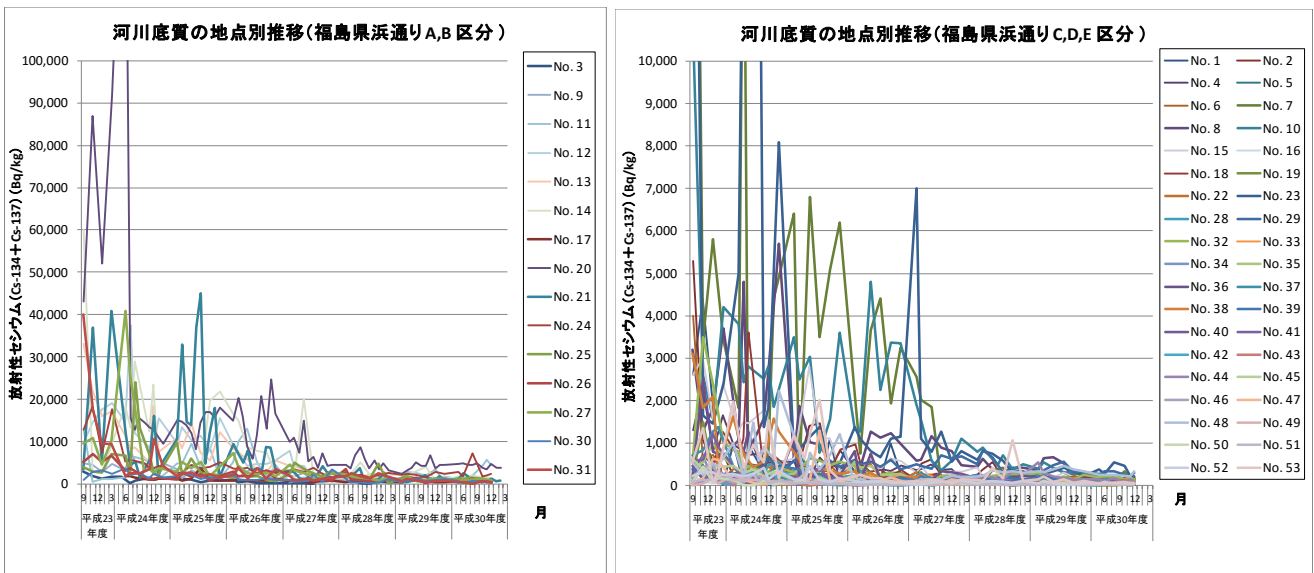 河川底質の地点別推移(福島県浜通りA,B 区分 )
放射性セシウム(Cs-134+Cs-137)(Bq/kg)
100,000
90,000
80,000
70,000
60,000
50,000
40,000
30,000
20,000
10,000
0
9 12 3 6 9 12 3 6 9 12 3 6 9 12 3 6 9 12 3 6 9 12 3 6 9 12 3 6 9 12 3
平成23年度 平成24年度 平成25年度 平成26年度 平成27年度 平成28年度 平成29年度 平成30年度
月
No. 3
No. 9
No. 11
No. 12
No. 13
No. 14
No. 17
No. 20
No. 21
No. 24
No. 25
No. 26
No. 27
No. 30
No. 31
河川底質の地点別推移(福島県浜通りC,D,E 区分 )
放射性セシウム(Cs-134+Cs-137)(Bq/kg)
10,000
9,000
8,000
7,000
6,000
5,000
4,000
3,000
2,000
1,000
0
9 12 3 6 9 12 3 6 9 12 3 6 9 12 3 6 9 12 3 6 9 12 3 6 9 12 3 6 9 12 3
平成23年度 平成24年度 平成25年度 平成26年度 平成27年度 平成28年度 平成29年度 平成30年度
月
No. 1 No. 2
No. 4 No. 5
No. 6 No. 7
No. 8 No. 10
No. 15 No. 16
No. 18 No. 19
No. 22 No. 23
No. 28 No. 29
No. 32 No. 33
No. 34 No. 35
No. 36 No. 37
No. 38 No. 39
No. 40 No. 41
No. 42 No. 43
No. 44 No. 45
No. 46 No. 47
No. 48 No. 49
No. 50 No. 51
No. 52 No. 53